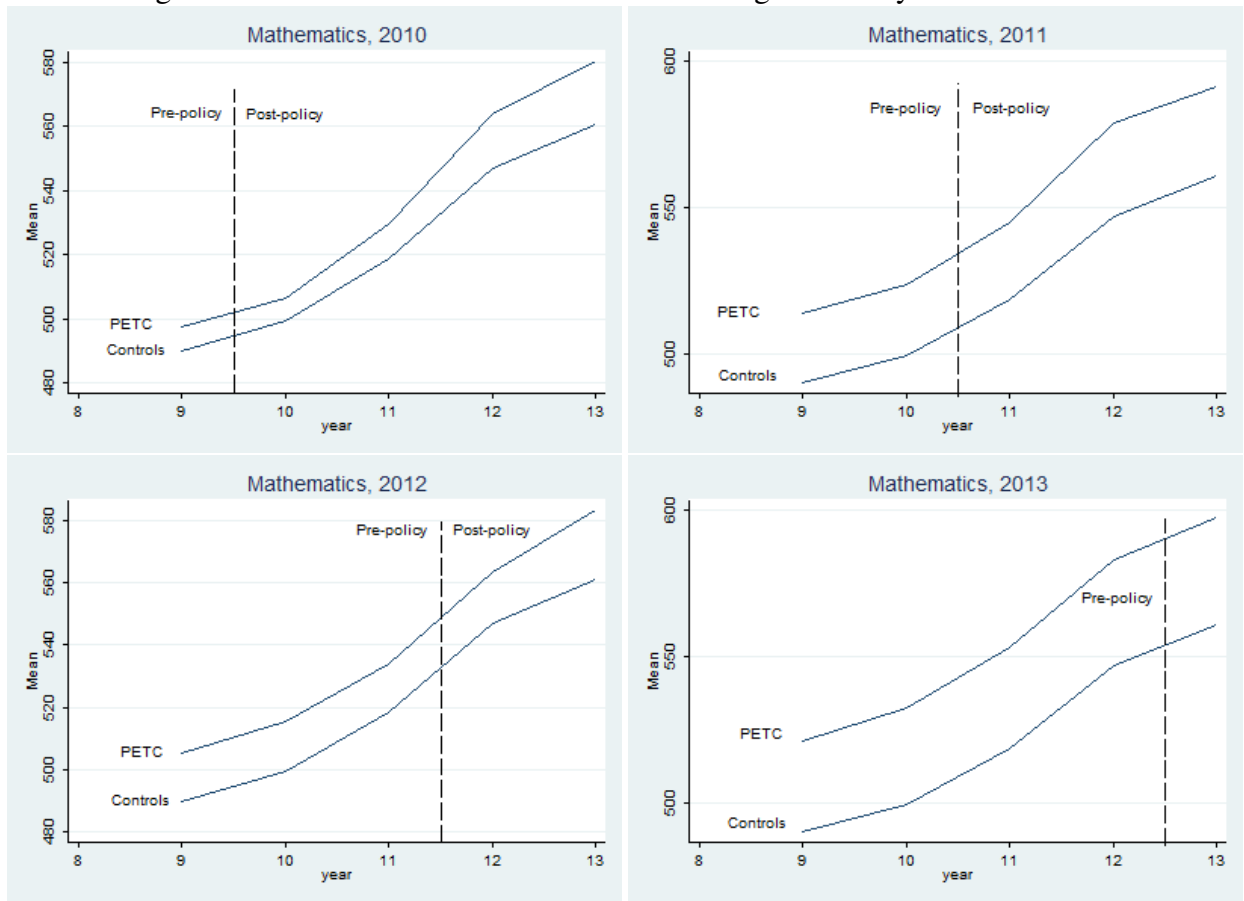 Mathematics, 2010
580
560
540
520
500
480
Mean
Pre-policy
Post-policy
PETC
Controls
8 9 10 11 12 13
year
Mathematics, 2011
600
550
500
Mean
Pre-policy
Post-policy
PETC
Controls
8 9 10 11 12 13
year
Mathematics, 2012
580
560
540
520
500
480
Mean
Pre-policy
Post-policy
PETC
Controls
8 9 10 11 12 13
year
Mathematics, 2013
600
550
500
Mean
Pre-policy
PETC
Controls
8 9 10 11 12 13
year